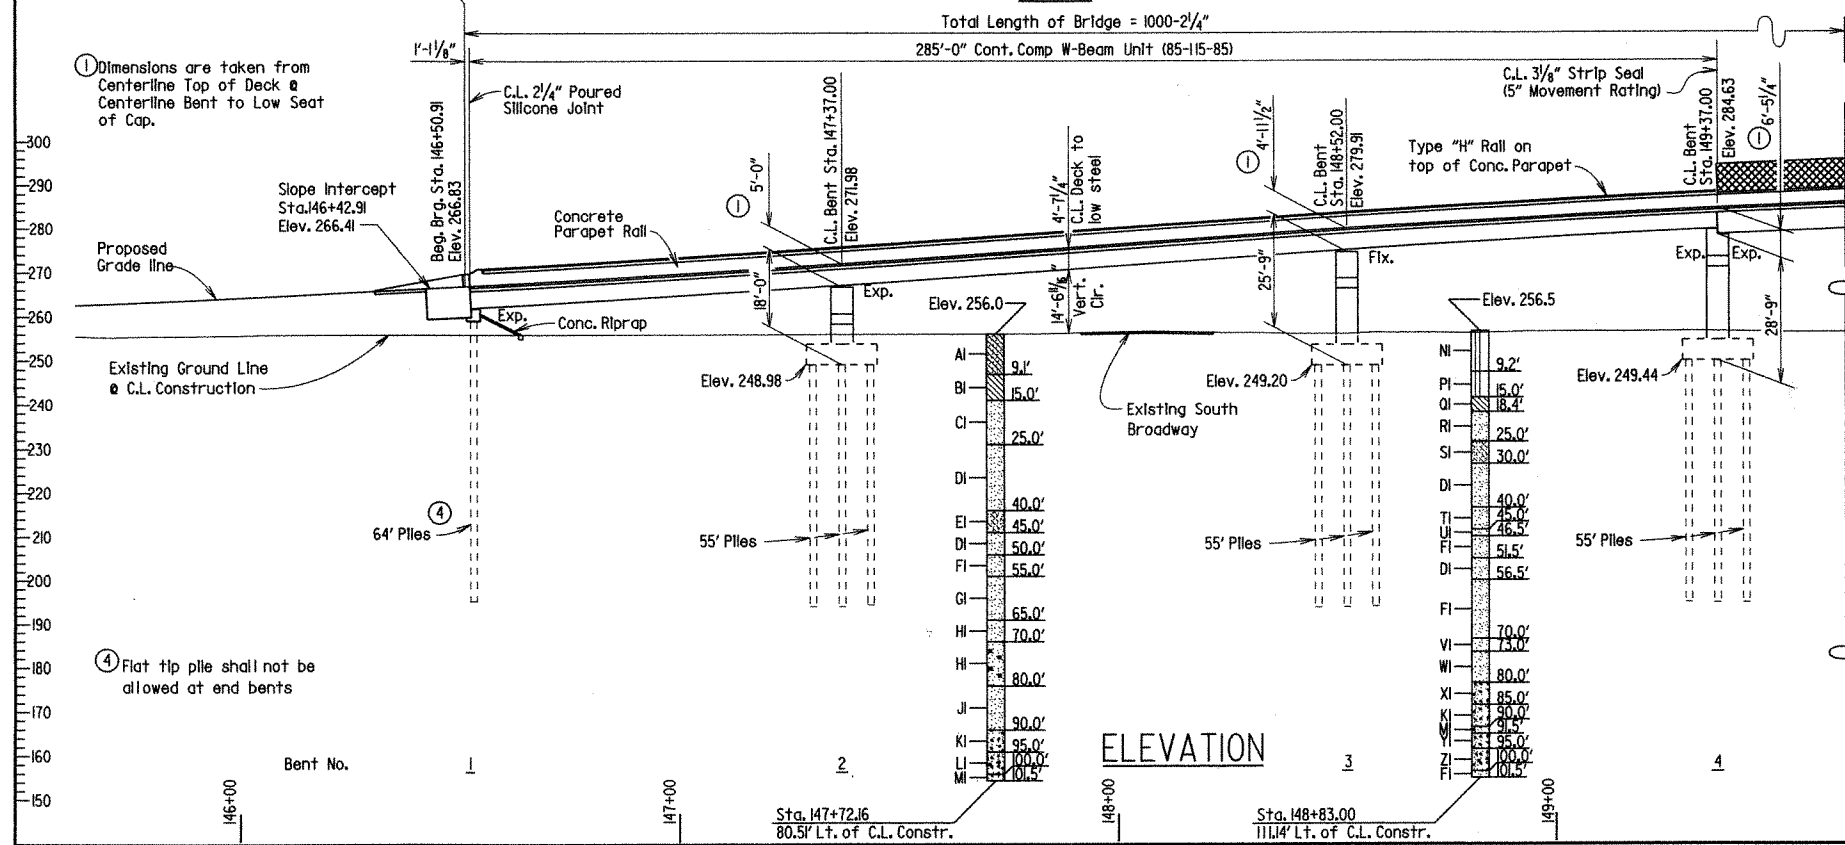 Total Length of Bridge = 1000-2 1/4"
1'-1 1/8"
285'-0" Cont. Comp W-Beam Unit (85-115-85)
① Dimensions are taken from
Centerline Top of Deck @
Centerline Bent to Low Seat
of Cap.
C.L. 2 1/4" Poured
Silicone Joint
C.L. 3 1/8" Strip Seal
(5" Movement Rating)
Beg. Brg. Sta. 146+50.91
Elev. 266.83
Slope Intercept
Sta.146+42.91
Elev. 266.41
Proposed
Grade line
Concrete
Parapet Rail
①
5'-0"
18'-0"
C.L. Bent Sta. 147+37.00
Elev. 271.98
4'-7 1/4"
C.L. Deck to
low steel
14'-6 11/16"
Vert.
Clr.
①
4'-11 1/2"
25'-9"
C.L. Bent
Sta. 148+52.00
Elev. 279.91
Type "H" Rail on
top of Conc. Parapet
C.L. Bent
Sta. 149+37.00
Elev. 284.63
①
6'-5 1/4"
28'-9"
Exp.
Exp.
Fix.
Exp.
Exp.
Conc. Riprap
Existing Ground Line
@ C.L. Construction
Elev. 248.98
Elev. 256.0
Existing South
Broadway
Elev. 249.20
Elev. 256.5
Elev. 249.44
④
64' Piles
55' Piles
55' Piles
55' Piles
④ Flat tip pile shall not be
allowed at end bents
300
290
280
270
260
250
240
230
220
210
200
190
180
170
160
150
A1
9.1'
B1
15.0'
C1
25.0'
D1
40.0'
E1
45.0'
D1
50.0'
F1
55.0'
G1
65.0'
H1
70.0'
H1
80.0'
J1
90.0'
K1
95.0'
L1
100.0'
M1
101.5'
N1
9.2'
P1
15.0'
Q1
18.4'
R1
25.0'
S1
30.0'
D1
40.0'
T1
45.0'
U1
46.5'
F1
51.5'
D1
56.5'
F1
70.0'
V1
73.0'
W1
80.0'
X1
85.0'
K1
90.0'
M1
91.5'
Y1
95.0'
Z1
100.0'
F1
101.5'
ELEVATION
Bent No.
1
2
3
4
146+00
147+00
148+00
149+00
Sta. 147+72.16
80.51' Lt. of C.L. Constr.
Sta. 148+83.00
111.14' Lt. of C.L. Constr.